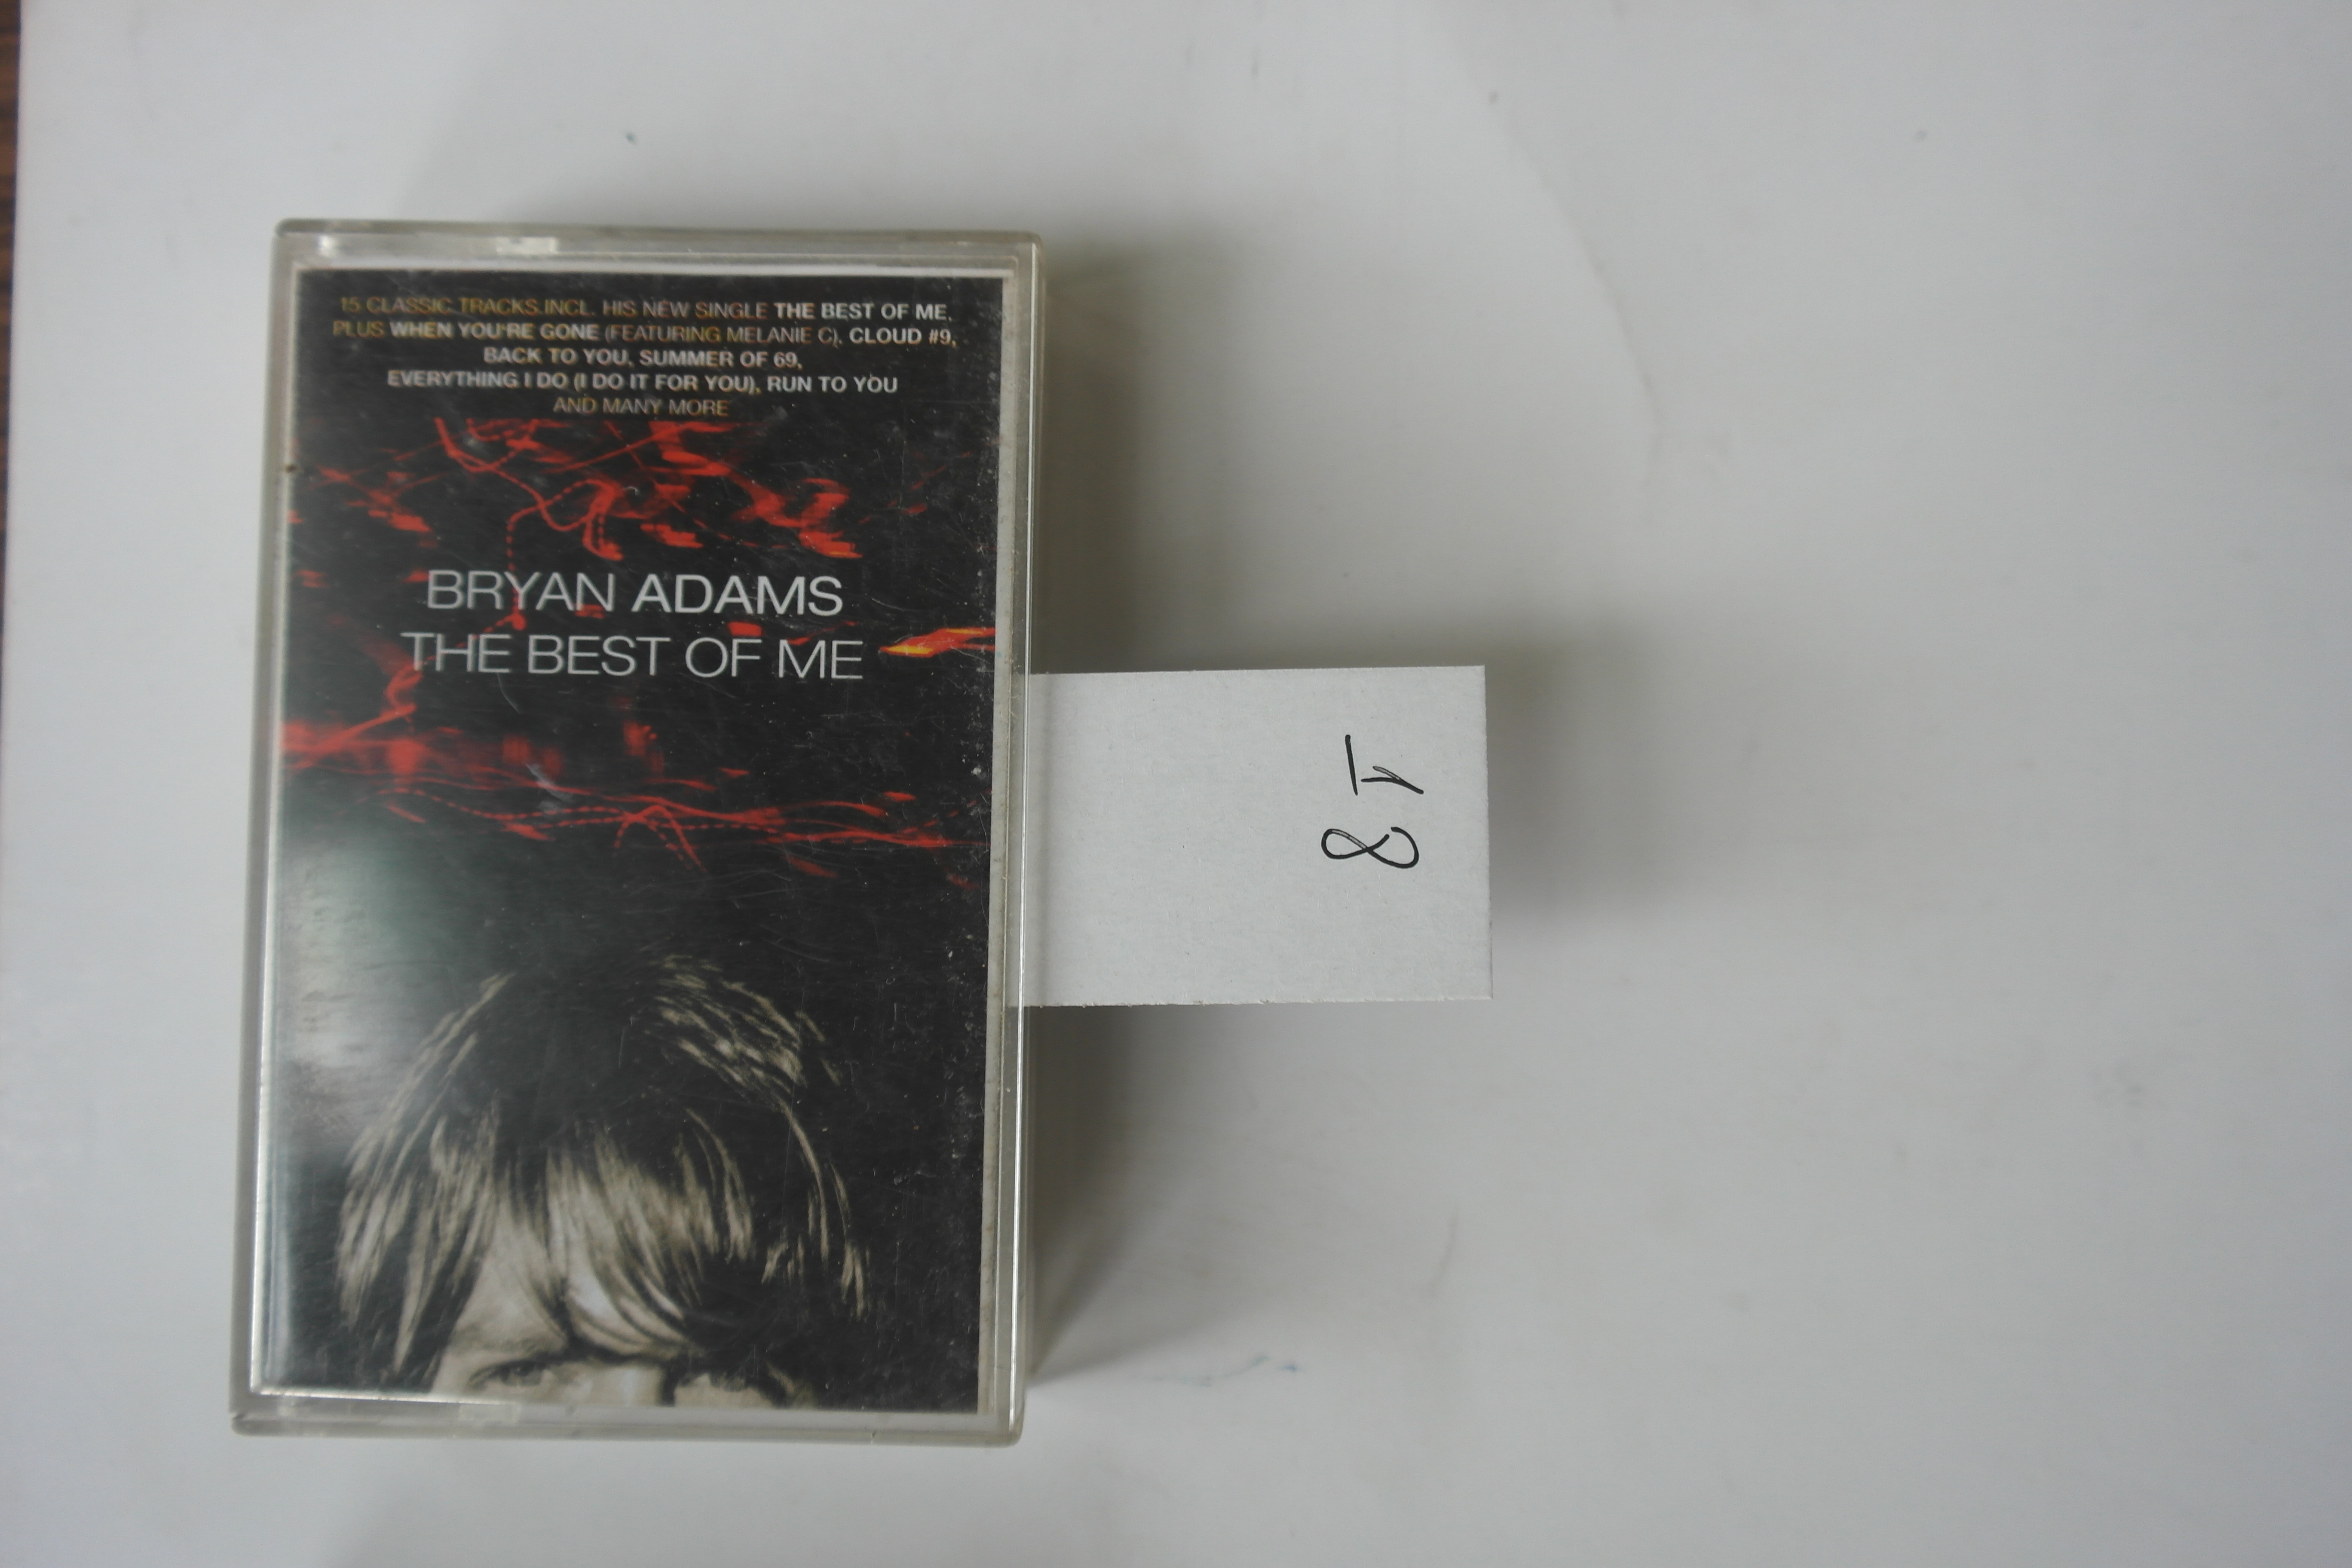 15 CLASSIC TRACKS.INCL. HIS NEW SINGLE THE BEST OF ME,
PLUS WHEN YOU'RE GONE (FEATURING MELANIE C), CLOUD #9,
BACK TO YOU, SUMMER OF 69,
EVERYTHING I DO (I DO IT FOR YOU), RUN TO YOU
AND MANY MORE
BRYAN ADAMS
THE BEST OF ME
18